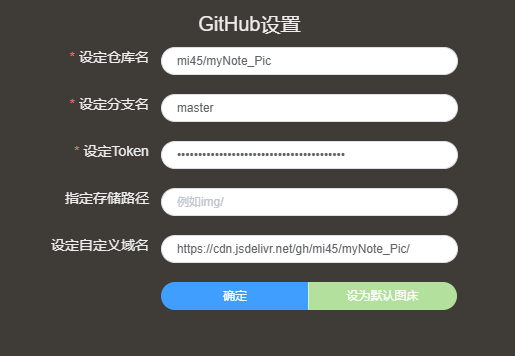 GitHub设置
* 设定仓库名 mi45/myNote_Pic
* 设定分支名 master
* 设定Token ••••••••••••••••••••••••••••••••••••••••
指定存储路径 例如img/
设定自定义域名 https://cdn.jsdelivr.net/gh/mi45/myNote_Pic/
确定 设为默认图床